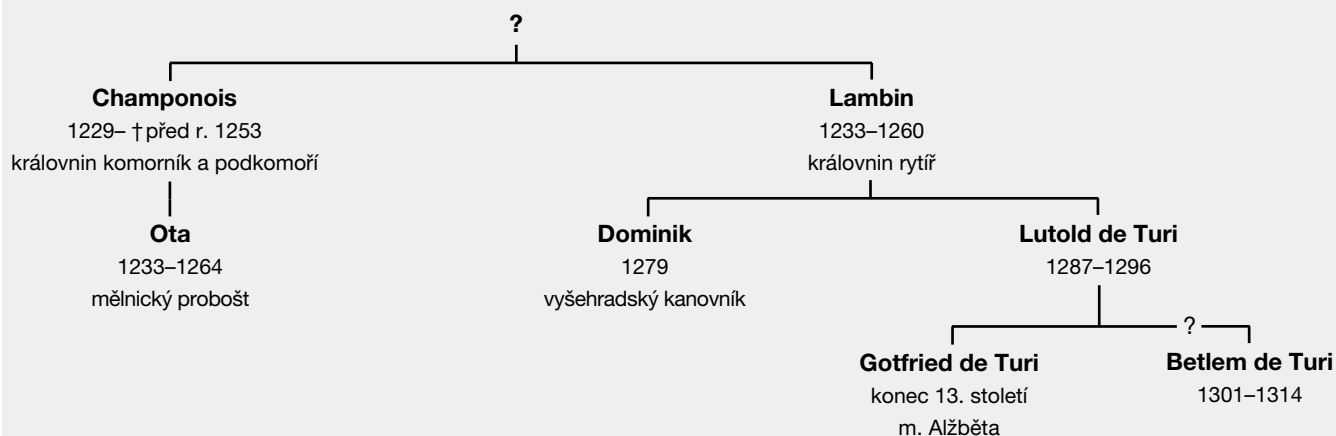 ?
Champonois
1229– †před r. 1253
královnin komorník a podkomoří
Lambin
1233–1260
královnin rytíř
Ota
1233–1264
mělnický probošt
Dominik
1279
vyšehradský kanovník
Lutold de Turi
1287–1296
?
Gotfried de Turi
konec 13. století
m. Alžběta
Betlem de Turi
1301–1314